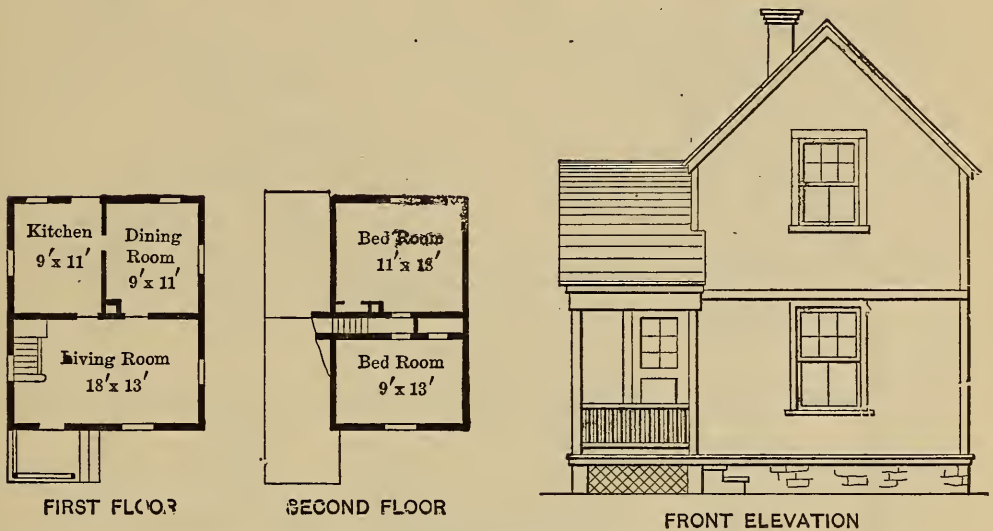 Kitchen
9′x 11′
Dining
Room
9′x 11′
Living Room
18′x 13′
FIRST FLOOR
Bed Room
11′x 13′
Bed Room
9′x 13′
SECOND FLOOR
FRONT ELEVATION